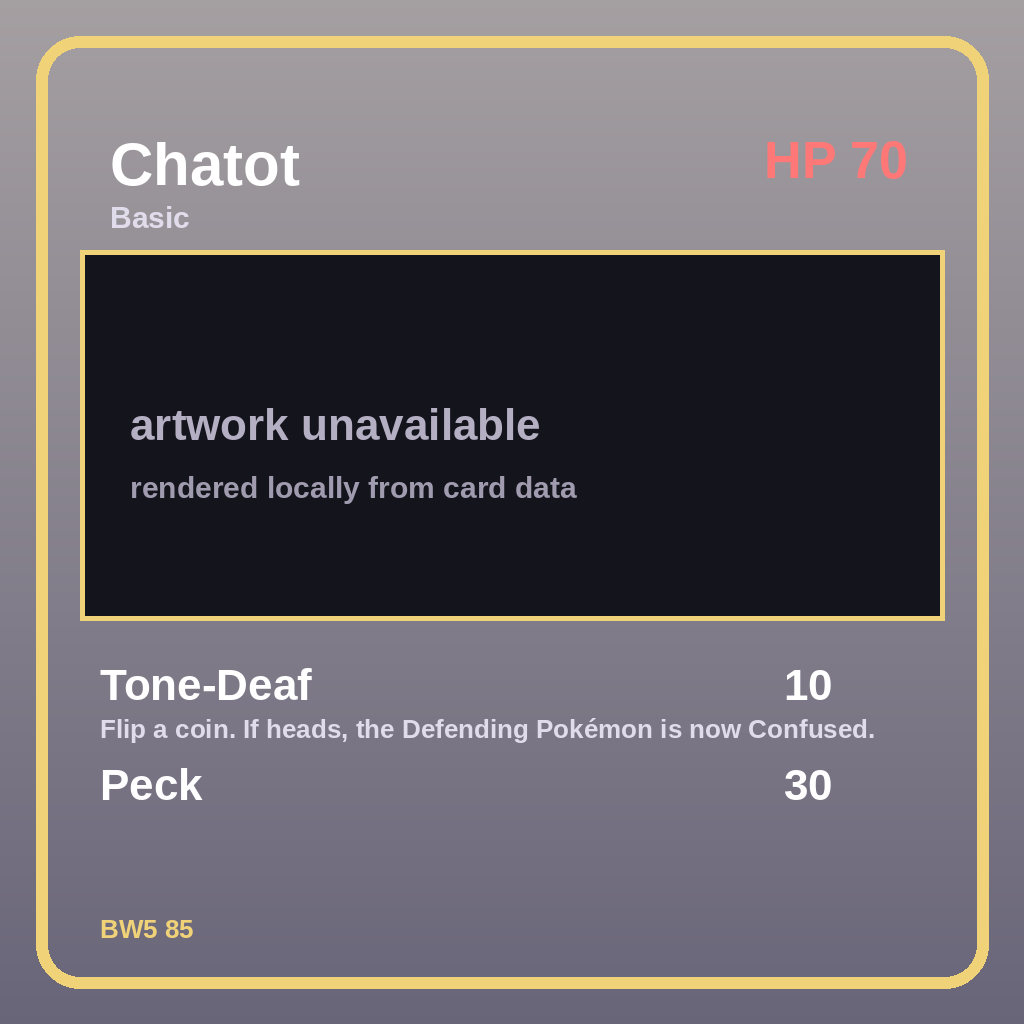 Chatot
HP 70
Basic
artwork unavailable
rendered locally from card data
Tone-Deaf 10
Flip a coin. If heads, the Defending Pokémon is now Confused.
Peck 30
BW5 85